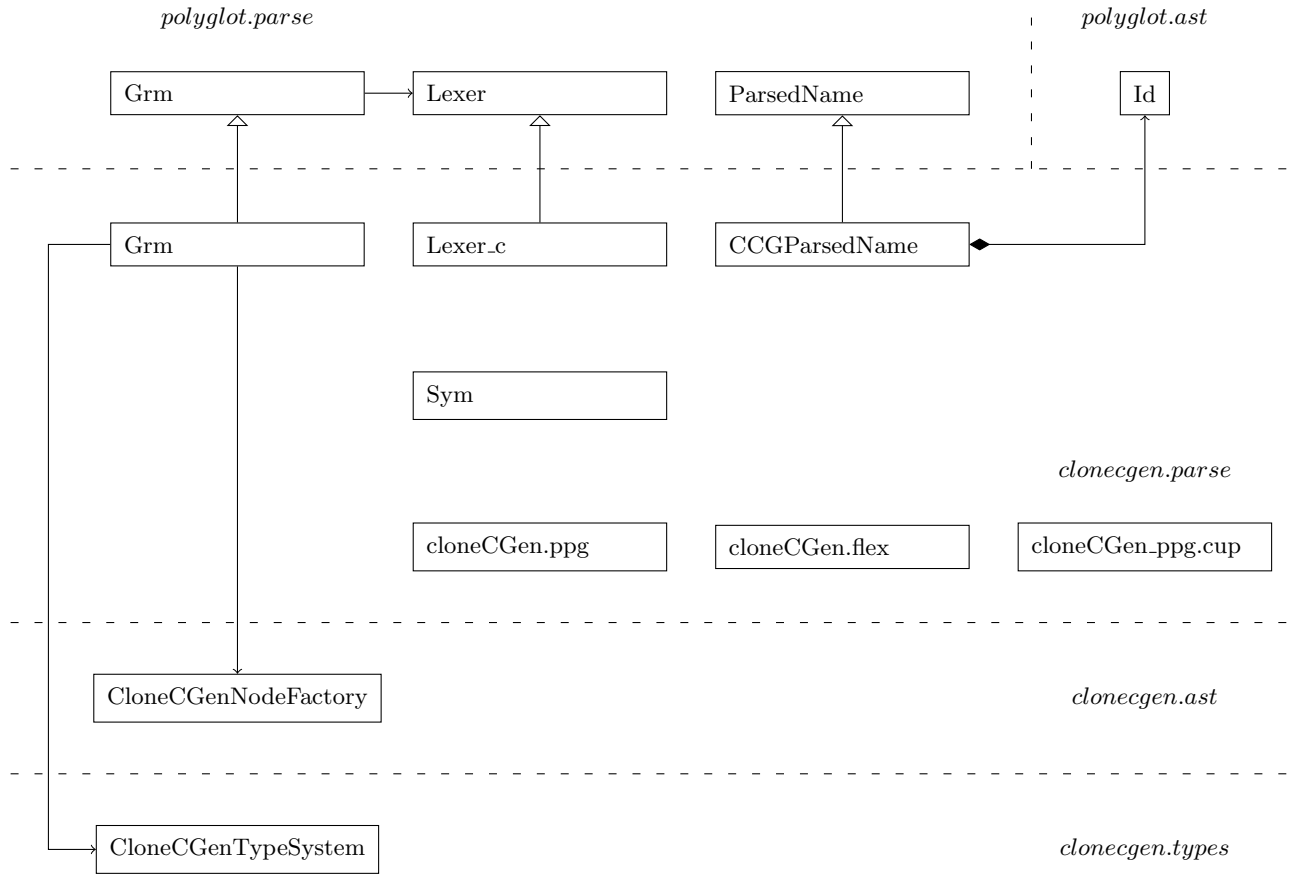 polyglot.parse
polyglot.ast
Grm
Lexer
ParsedName
Id
Grm
Lexer_c
CCGParsedName
Sym
clonecgen.parse
cloneCGen.ppg
cloneCGen.flex
cloneCGen_ppg.cup
CloneCGenNodeFactory
clonecgen.ast
CloneCGenTypeSystem
clonecgen.types